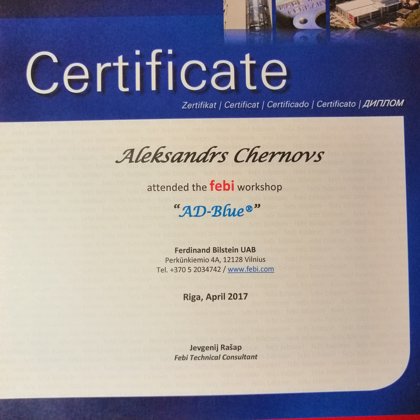 Certificate
Zertifikat | Certificat | Certificado | Certificato | ДИПЛОМ
Aleksandrs Chernovs
attended the febi workshop
“AD-Blue®”
Ferdinand Bilstein UAB
Perkūnkiemio 4A, 12128 Vilnius
Tel. +370 5 2034742 / www.febi.com
Riga, April 2017
Jevgenij Rašap
Febi Technical Consultant